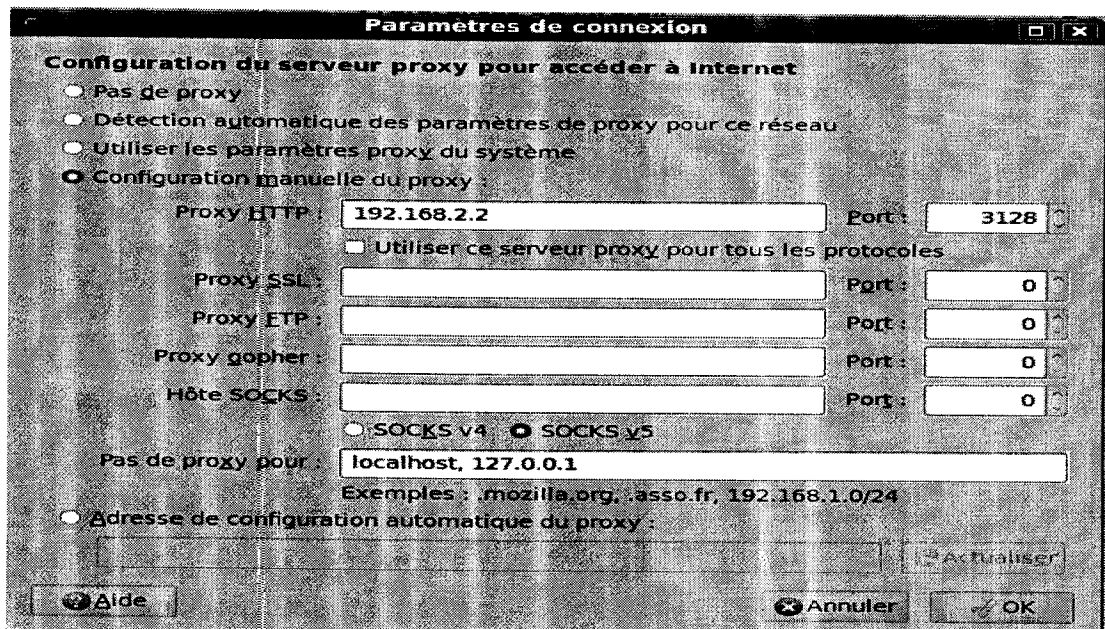 Paramètres de connexion
Configuration du serveur proxy pour accéder à Internet
Pas de proxy
Détection automatique des paramètres de proxy pour ce réseau
Utiliser les paramètres proxy du système
Configuration manuelle du proxy :
Proxy HTTP : 192.168.2.2 Port : 3128
Utiliser ce serveur proxy pour tous les protocoles
Proxy SSL : Port : 0
Proxy FTP : Port : 0
Proxy gopher : Port : 0
Hôte SOCKS : Port : 0
SOCKS v4 SOCKS v5
Pas de proxy pour : localhost, 127.0.0.1
Exemples : .mozilla.org, .asso.fr, 192.168.1.0/24
Adresse de configuration automatique du proxy :
Actualiser
Aide Annuler OK